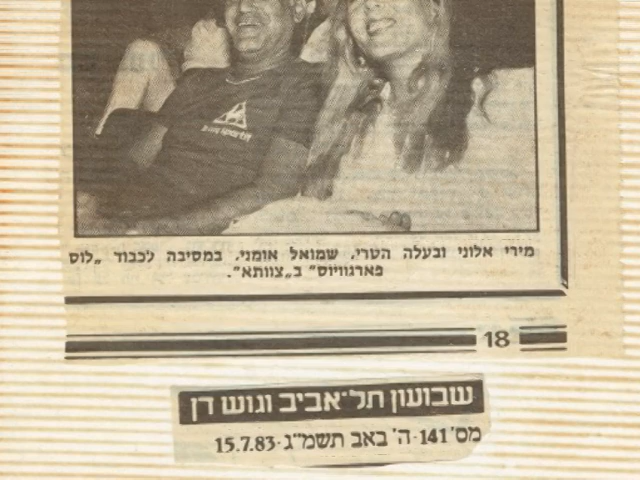 מירי אלוני ובעלה הטרי, שמואל אומני, במסיבה לכבוד „לוס
פארגוויוס" ב„צוותא".
18
שבועון תל־אביב וגוש דן
מס' 141 · ה' באב תשמ"ג · 15.7.83